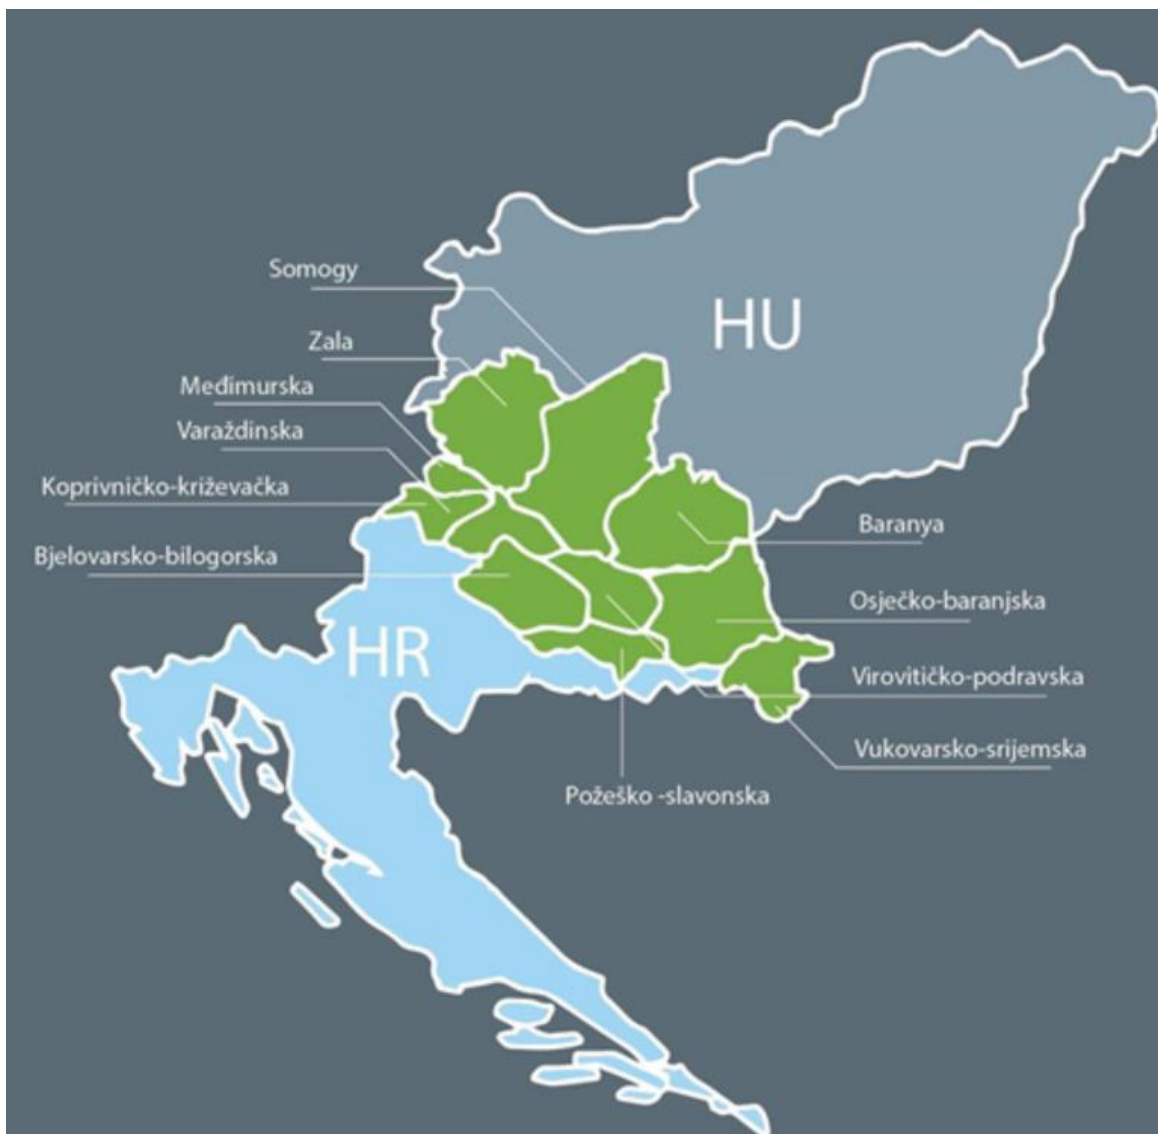 Somogy
HU
Zala
Međimurska
Varaždinska
Koprivničko-križevačka
Baranya
Bjelovarsko-bilogorska
Osječko-baranjska
HR
Virovitičko-podravska
Vukovarsko-srijemska
Požeško -slavonska